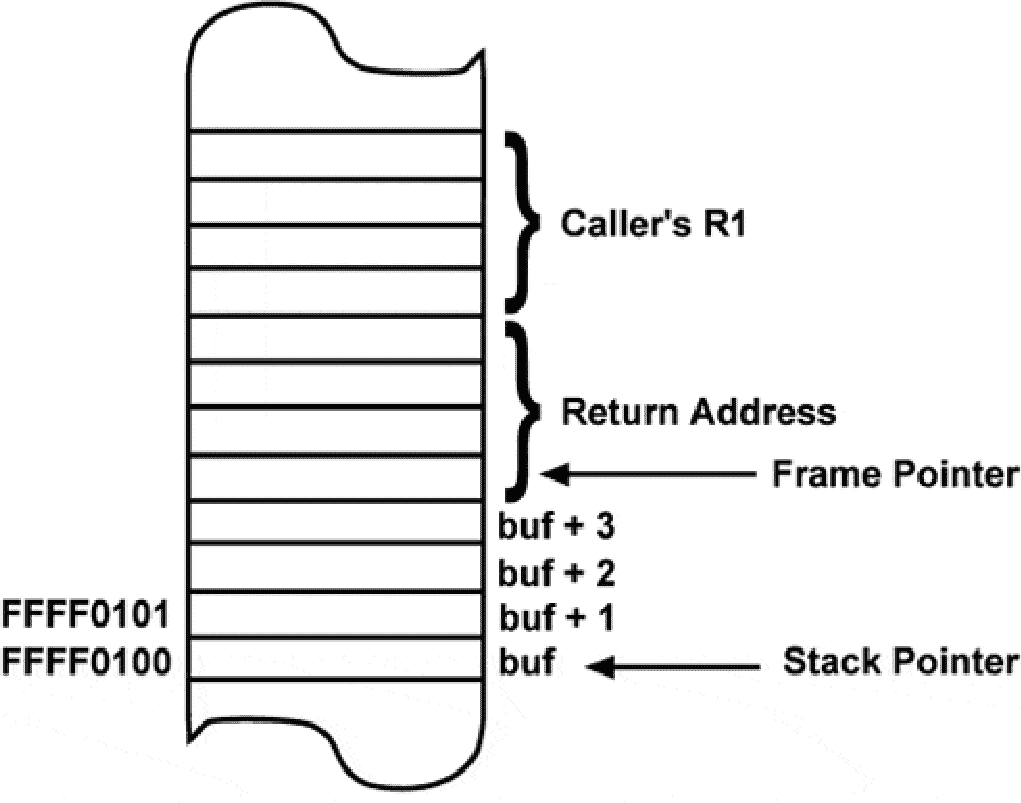 Caller's R1
Return Address
Frame Pointer
buf + 3
buf + 2
FFFF0101 buf + 1
FFFF0100 buf Stack Pointer